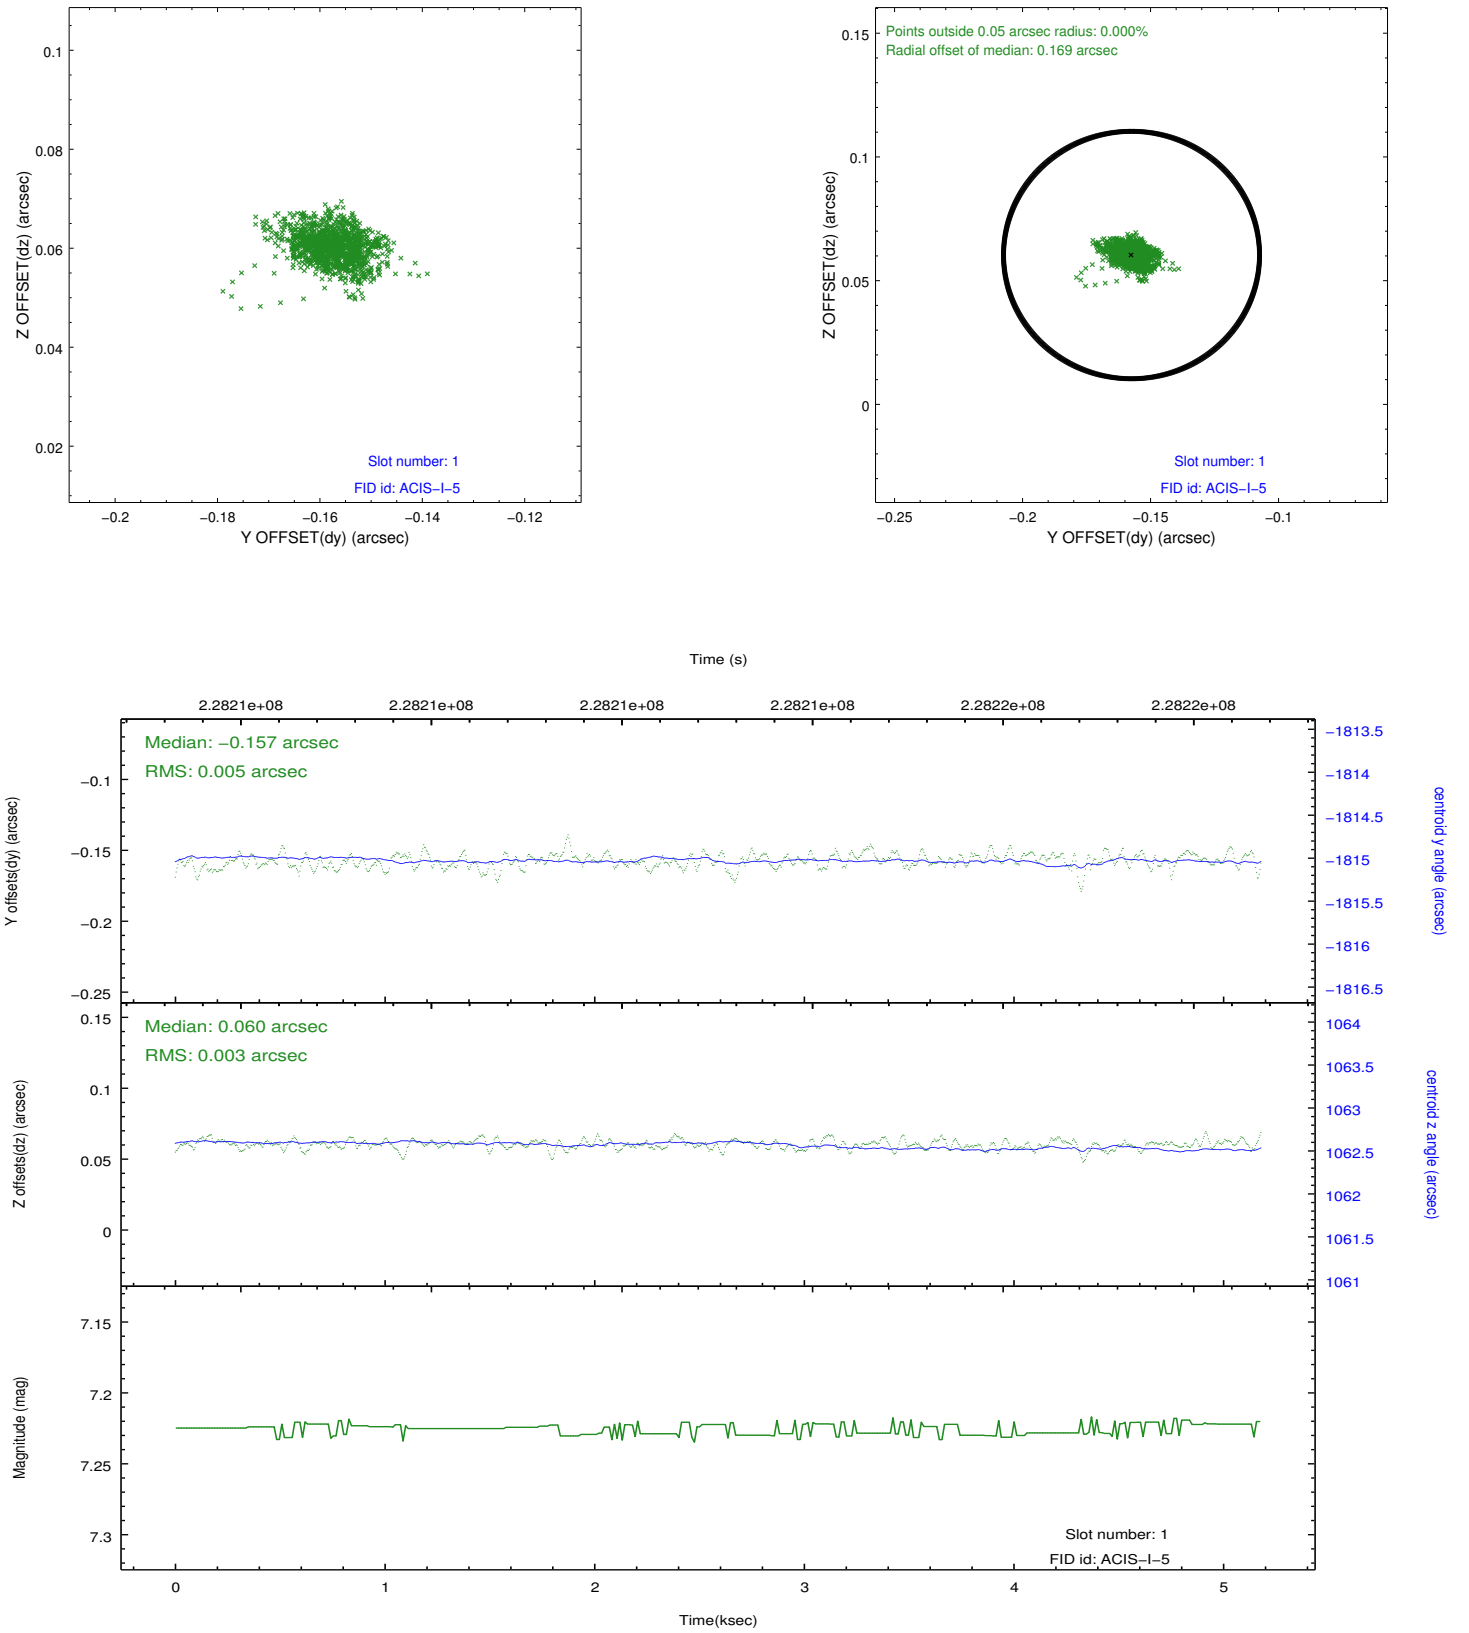 0.1
0.08
0.06
0.04
0.02
Z OFFSET(dz) (arcsec)
Slot number: 1
FID id: ACIS−I−5
−0.2 −0.18 −0.16 −0.14 −0.12
Y OFFSET(dy) (arcsec)
Points outside 0.05 arcsec radius: 0.000%
Radial offset of median: 0.169 arcsec
0.15
0.1
0.05
0
Z OFFSET(dz) (arcsec)
Slot number: 1
FID id: ACIS−I−5
−0.25 −0.2 −0.15 −0.1
Y OFFSET(dy) (arcsec)
Time (s)
2.2821e+08 2.2821e+08 2.2821e+08 2.2821e+08 2.2822e+08 2.2822e+08
Median: −0.157 arcsec
RMS: 0.005 arcsec
−0.1
−0.15
−0.2
−0.25
Y offsets(dy) (arcsec)
−1813.5
−1814
−1814.5
−1815
−1815.5
−1816
−1816.5
centroid y angle (arcsec)
Median: 0.060 arcsec
RMS: 0.003 arcsec
0.15
0.1
0.05
0
Z offsets(dz) (arcsec)
1064
1063.5
1063
1062.5
1062
1061.5
1061
centroid z angle (arcsec)
7.15
7.2
7.25
7.3
Magnitude (mag)
Slot number: 1
FID id: ACIS−I−5
0 1 2 3 4 5
Time(ksec)